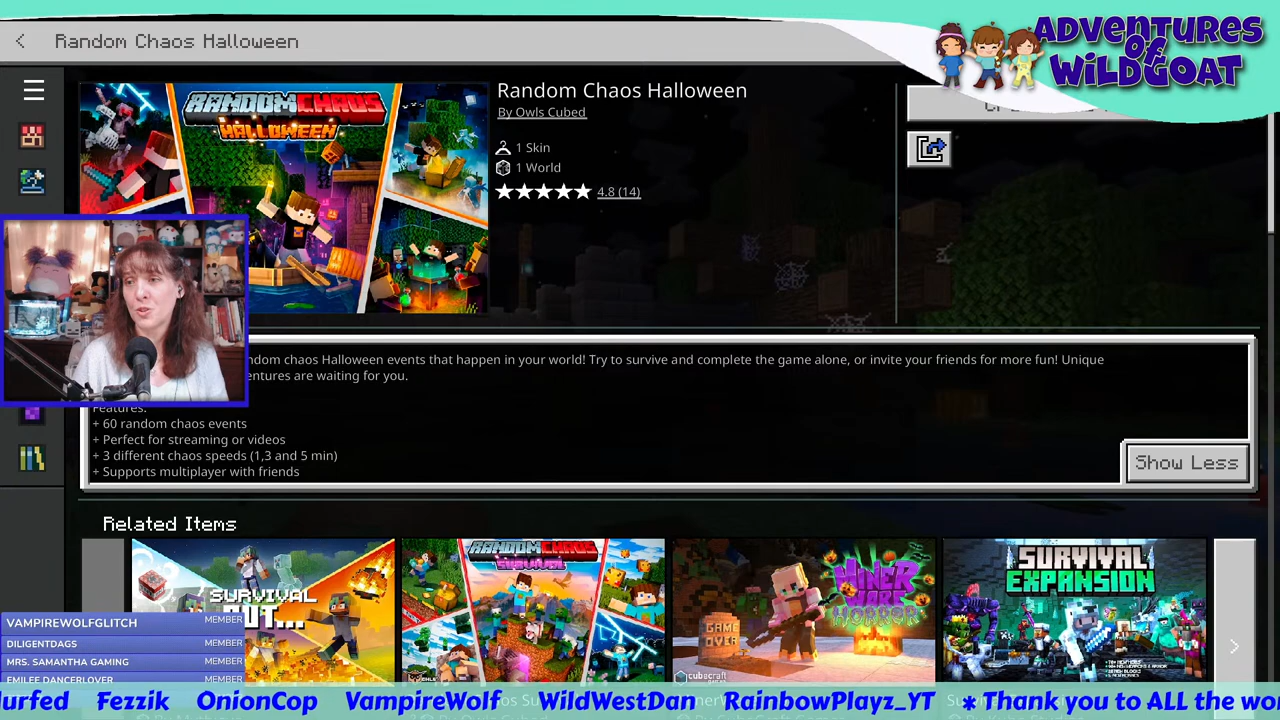 Random Chaos Halloween
ADVENTURES
OF
WILDGOAT
RANDOM CHAOS
HALLOWEEN
Random Chaos Halloween
By Owls Cubed
1 Skin
1 World
4.8 (14)
ndom chaos Halloween events that happen in your world! Try to survive and complete the game alone, or invite your friends for more fun! Unique
entures are waiting for you.
Features:
+ 60 random chaos events
+ Perfect for streaming or videos
+ 3 different chaos speeds (1,3 and 5 min)
+ Supports multiplayer with friends
Show Less
Related Items
SURVIVAL
BUT...
RANDOM CHAOS
SURVIVAL
MINER
WARE
HORROR
GAME
OVER
cubecraft
SURVIVAL
EXPANSION
VAMPIREWOLFGLITCH MEMBER
DILIGENTDAGS MEMBER
MRS. SAMANTHA GAMING MEMBER
EMILEE DANCERLOVER MEMBER
urfed Fezzik OnionCop VampireWolf WildWestDan RainbowPlayz_YT * Thank you to ALL the wo